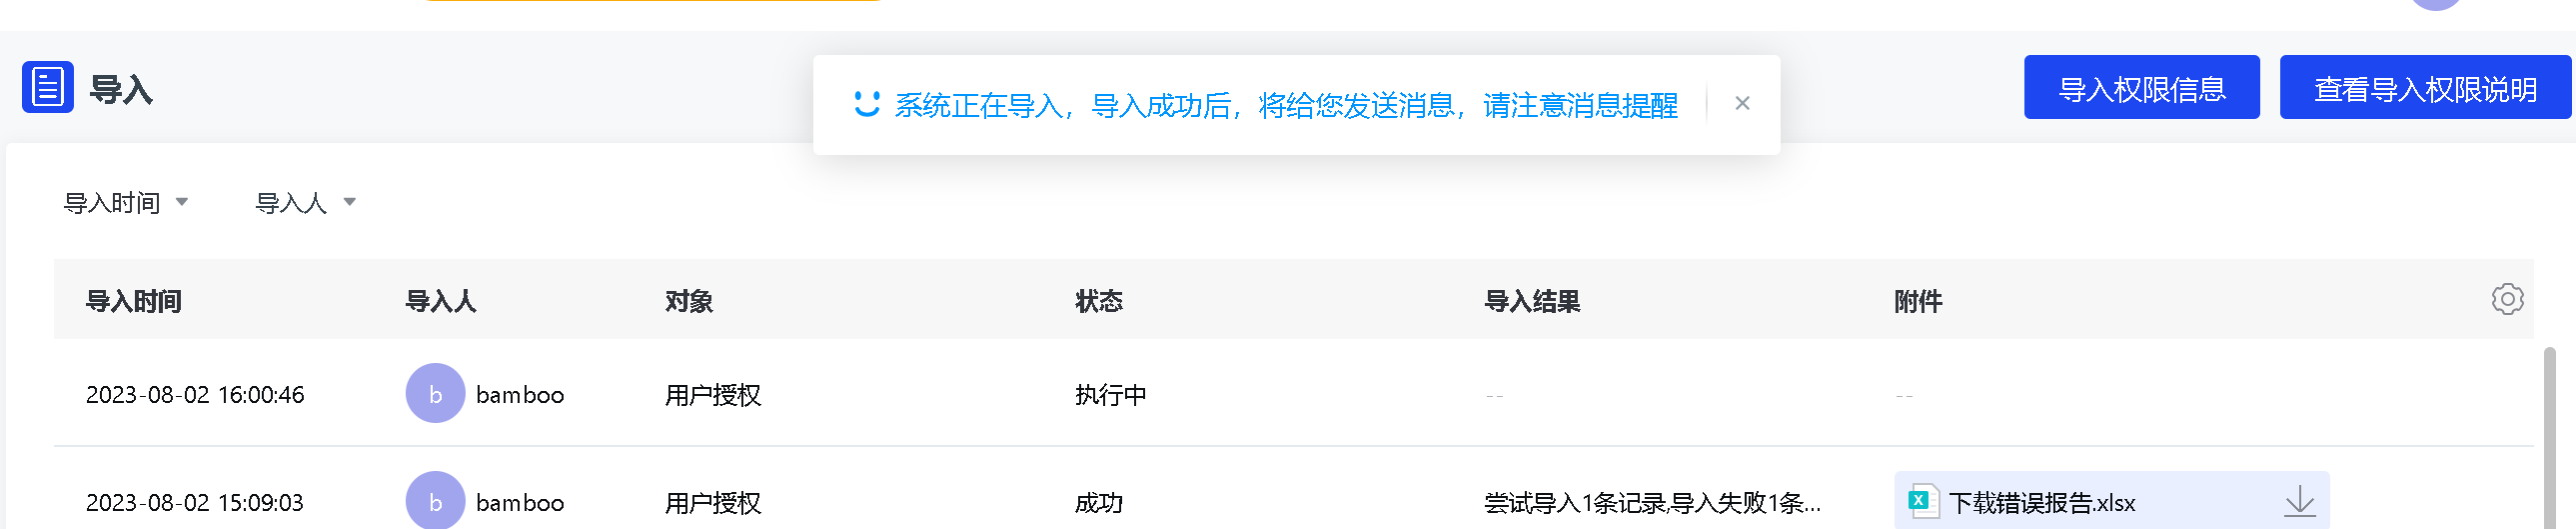 导入
系统正在导入，导入成功后，将给您发送消息，请注意消息提醒
导入权限信息
查看导入权限说明
导入时间 导入人
导入时间 导入人 对象 状态 导入结果 附件
2023-08-02 16:00:46 b bamboo 用户授权 执行中 -- --
2023-08-02 15:09:03 b bamboo 用户授权 成功 尝试导入1条记录,导入失败1条... X 下载错误报告.xlsx